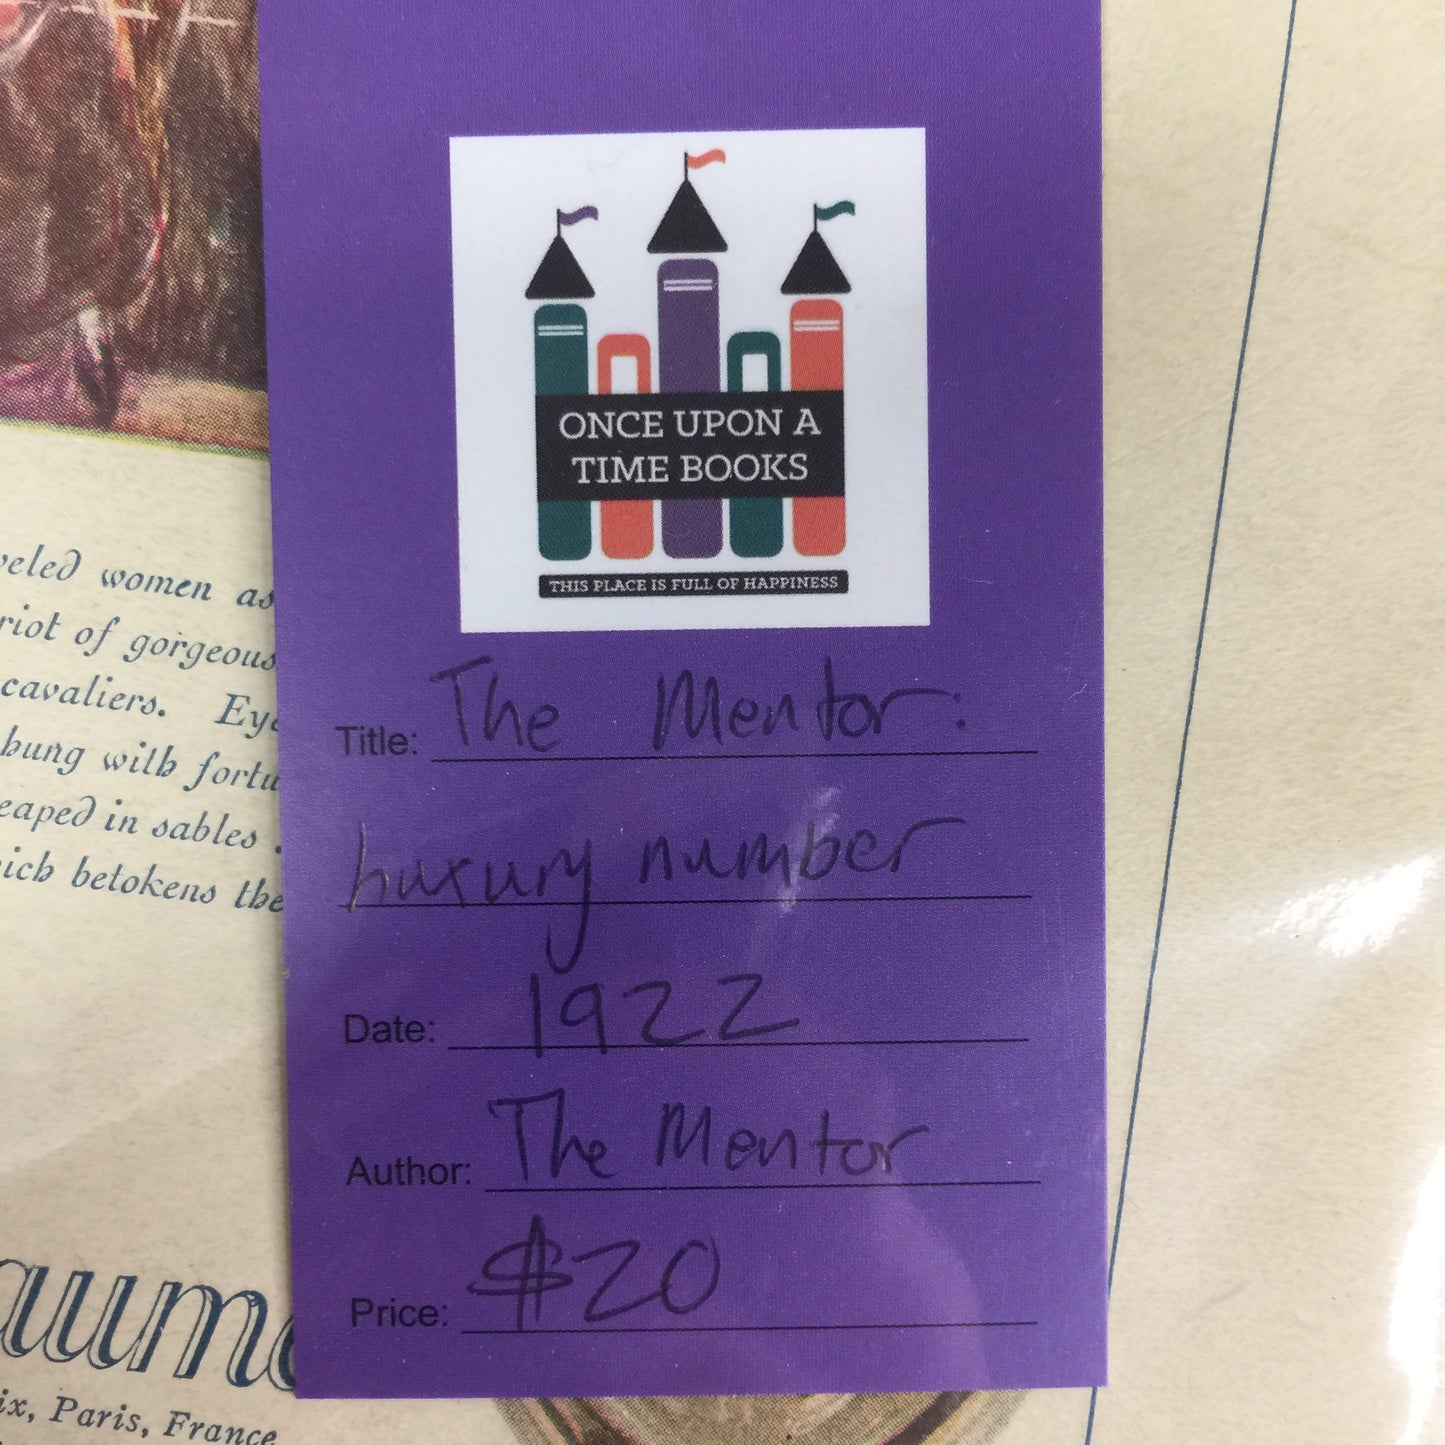 ONCE UPON A
TIME BOOKS
THIS PLACE IS FULL OF HAPPINESS
Title: The Mentor:
Luxury number
Date: 1922
Author: The Mentor
Price: $20
women as
riot of gorgeous
cavaliers.
hung with
in sables
betokens the
Paris, France